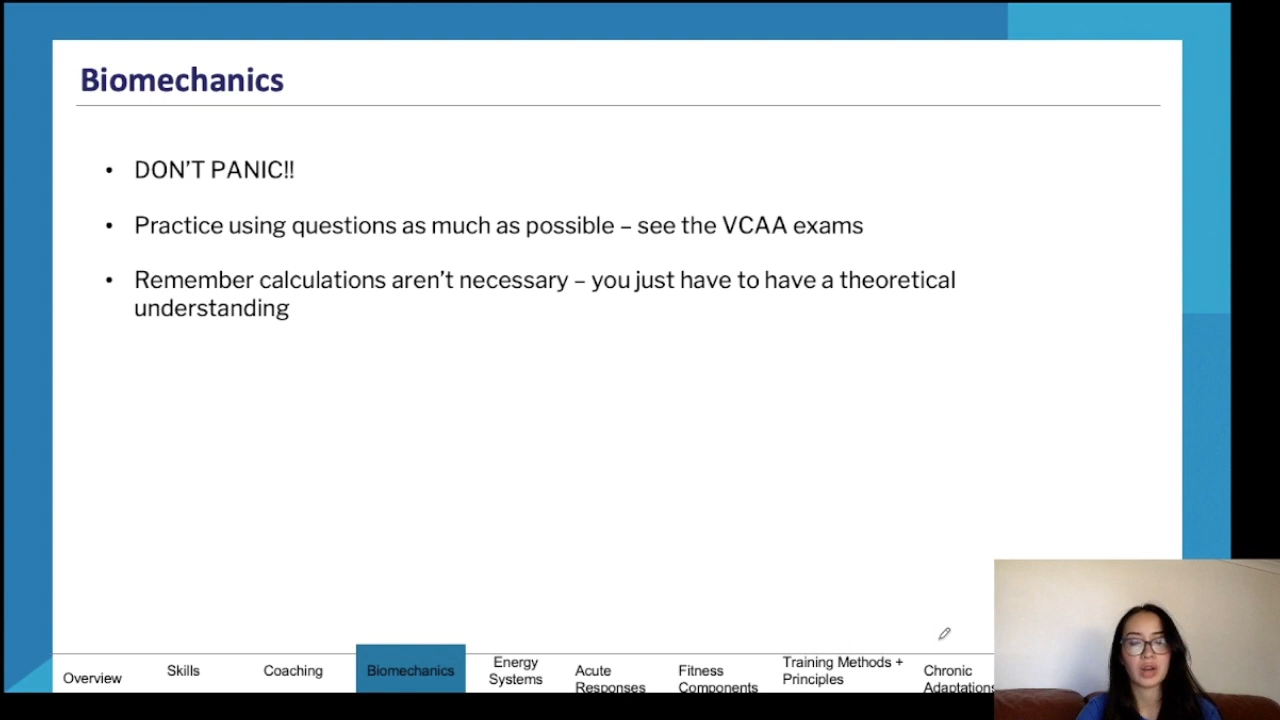 Biomechanics
• DON'T PANIC!!
• Practice using questions as much as possible – see the VCAA exams
• Remember calculations aren't necessary – you just have to have a theoretical
understanding
Overview
Skills
Coaching
Biomechanics
Energy
Systems
Acute
Responses
Fitness
Components
Training Methods +
Principles
Chronic
Adaptations